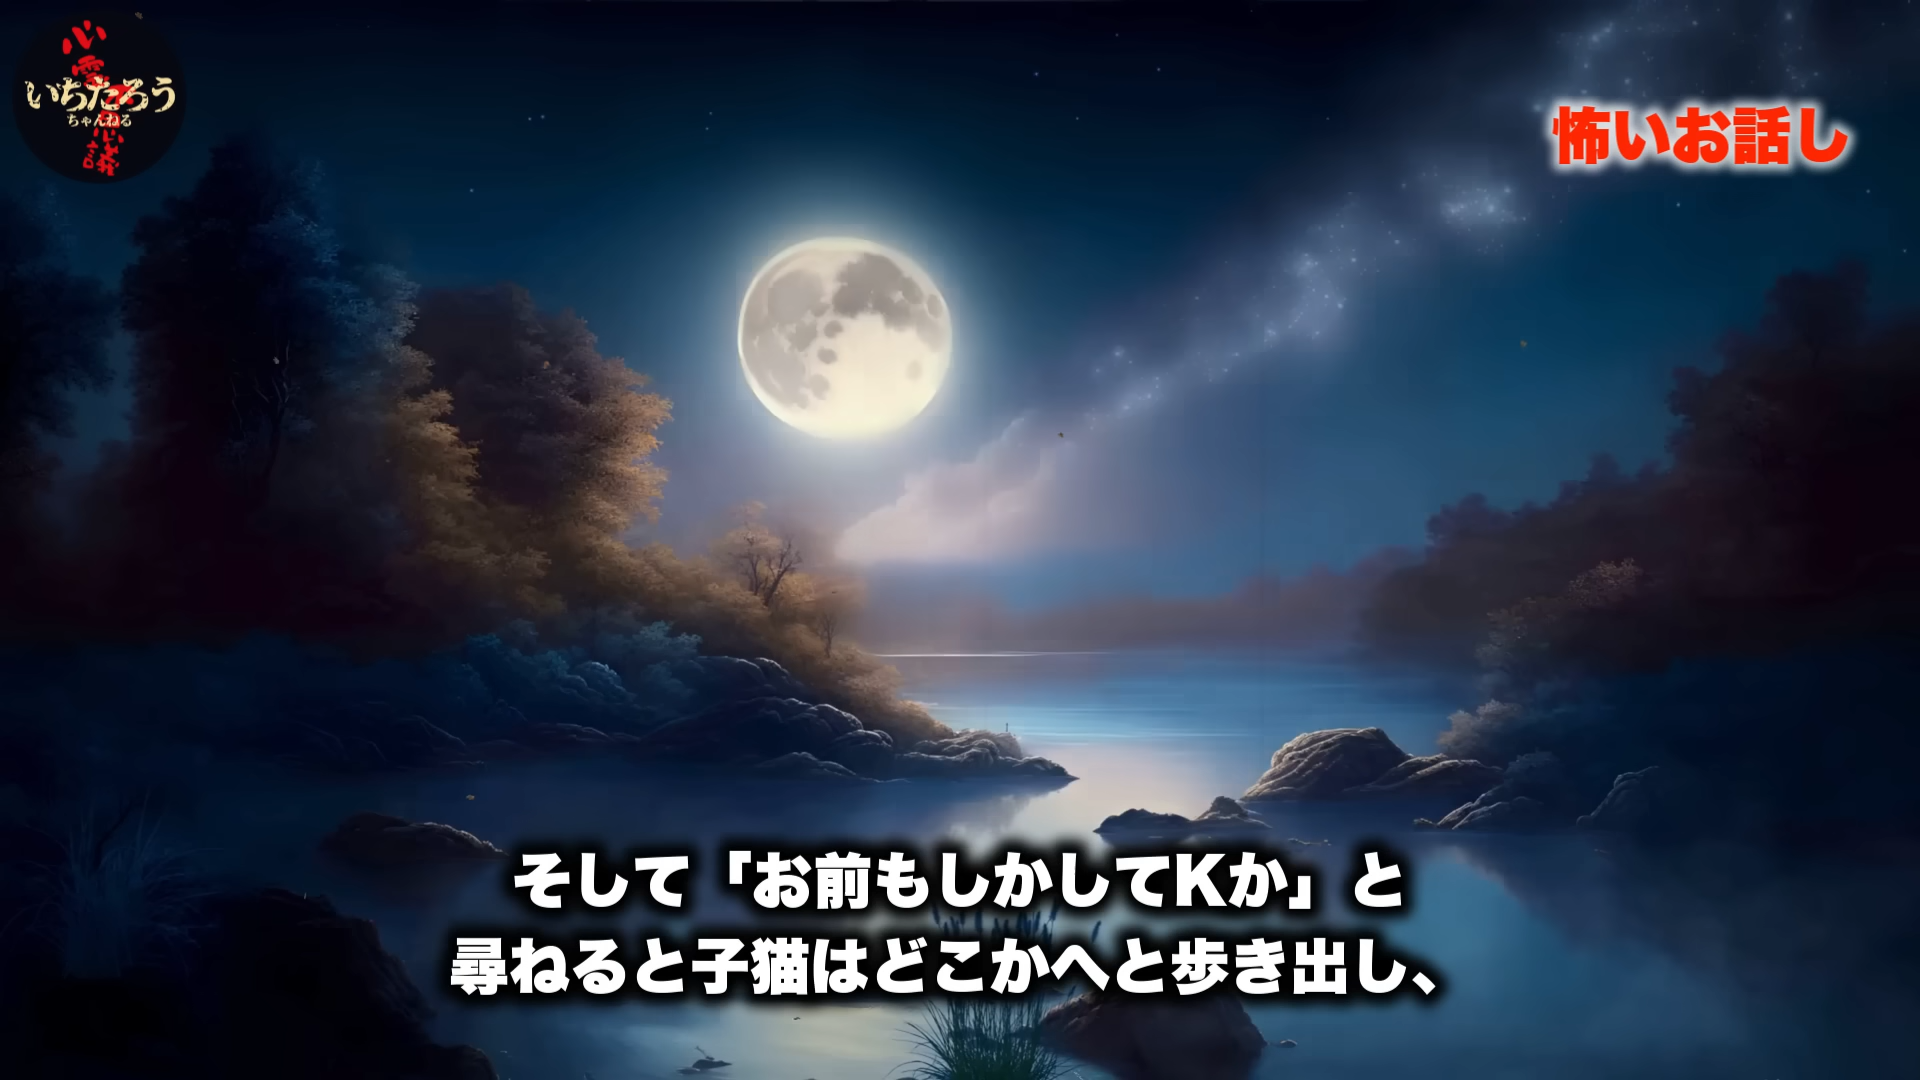 心霊
いちたろう
ちゃんねる
怖いお話し
そして「お前もしかしてKか」と
尋ねると子猫はどこかへと歩き出し、